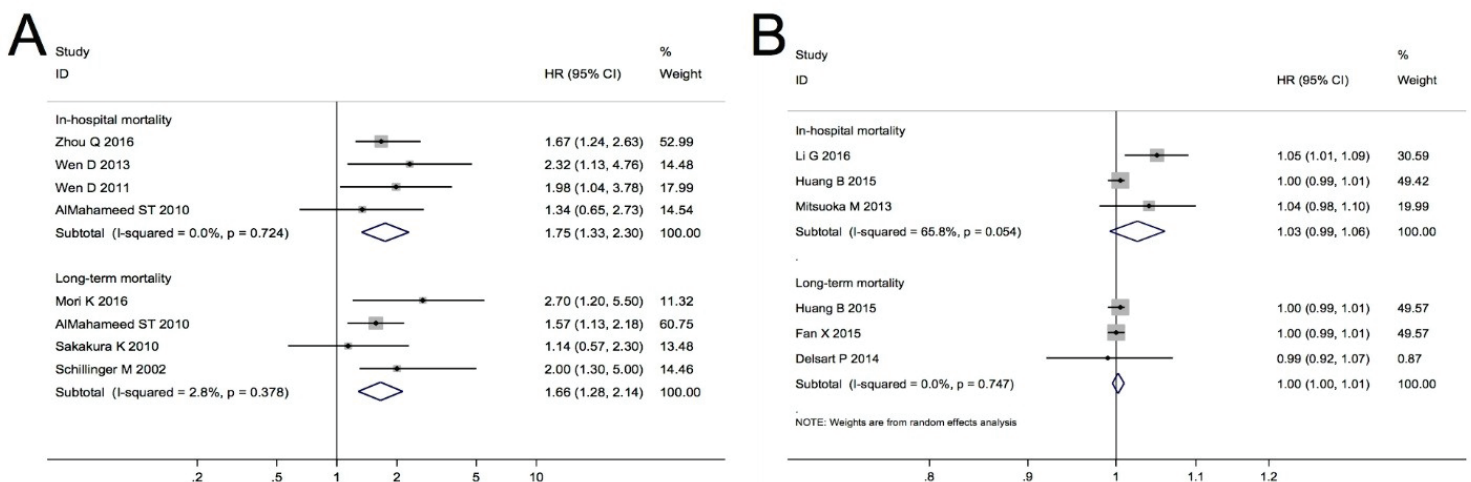 A
Study %
ID HR (95% CI) Weight
In-hospital mortality
Zhou Q 2016 1.67 (1.24, 2.63) 52.99
Wen D 2013 2.32 (1.13, 4.76) 14.48
Wen D 2011 1.98 (1.04, 3.78) 17.99
AlMahameed ST 2010 1.34 (0.65, 2.73) 14.54
Subtotal (I-squared = 0.0%, p = 0.724) 1.75 (1.33, 2.30) 100.00
Long-term mortality
Mori K 2016 2.70 (1.20, 5.50) 11.32
AlMahameed ST 2010 1.57 (1.13, 2.18) 60.75
Sakakura K 2010 1.14 (0.57, 2.30) 13.48
Schillinger M 2002 2.00 (1.30, 5.00) 14.46
Subtotal (I-squared = 2.8%, p = 0.378) 1.66 (1.28, 2.14) 100.00
.2 .5 1 2 5 10
B
Study %
ID HR (95% CI) Weight
In-hospital mortality
Li G 2016 1.05 (1.01, 1.09) 30.59
Huang B 2015 1.00 (0.99, 1.01) 49.42
Mitsuoka M 2013 1.04 (0.98, 1.10) 19.99
Subtotal (I-squared = 65.8%, p = 0.054) 1.03 (0.99, 1.06) 100.00
.
Long-term mortality
Huang B 2015 1.00 (0.99, 1.01) 49.57
Fan X 2015 1.00 (0.99, 1.01) 49.57
Delsart P 2014 0.99 (0.92, 1.07) 0.87
Subtotal (I-squared = 0.0%, p = 0.747) 1.00 (1.00, 1.01) 100.00
.
NOTE: Weights are from random effects analysis
.8 .9 1 1.1 1.2